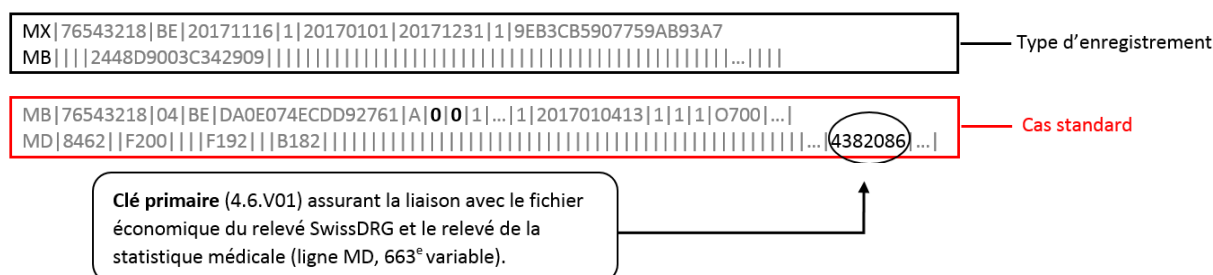 MX|76543218|BE|20171116|1|20170101|20171231|1|9EB3CB5907759AB93A7
MB||||2448D9003C342909||||||||||||||||||||||||||||||||||||||||||||||||||...||||
Type d'enregistrement
MB|76543218|04|BE|DA0E074ECDD92761|A|0|0|1|...|1|2017010413|1|1|1|O700|...|
MD|8462||F200||||F192|||B182||||||||||||||||||||||||||||||||||||||||||||||||||||...|4382086|...|
Cas standard
Clé primaire (4.6.V01) assurant la liaison avec le fichier
économique du relevé SwissDRG et le relevé de la
statistique médicale (ligne MD, 663e variable).